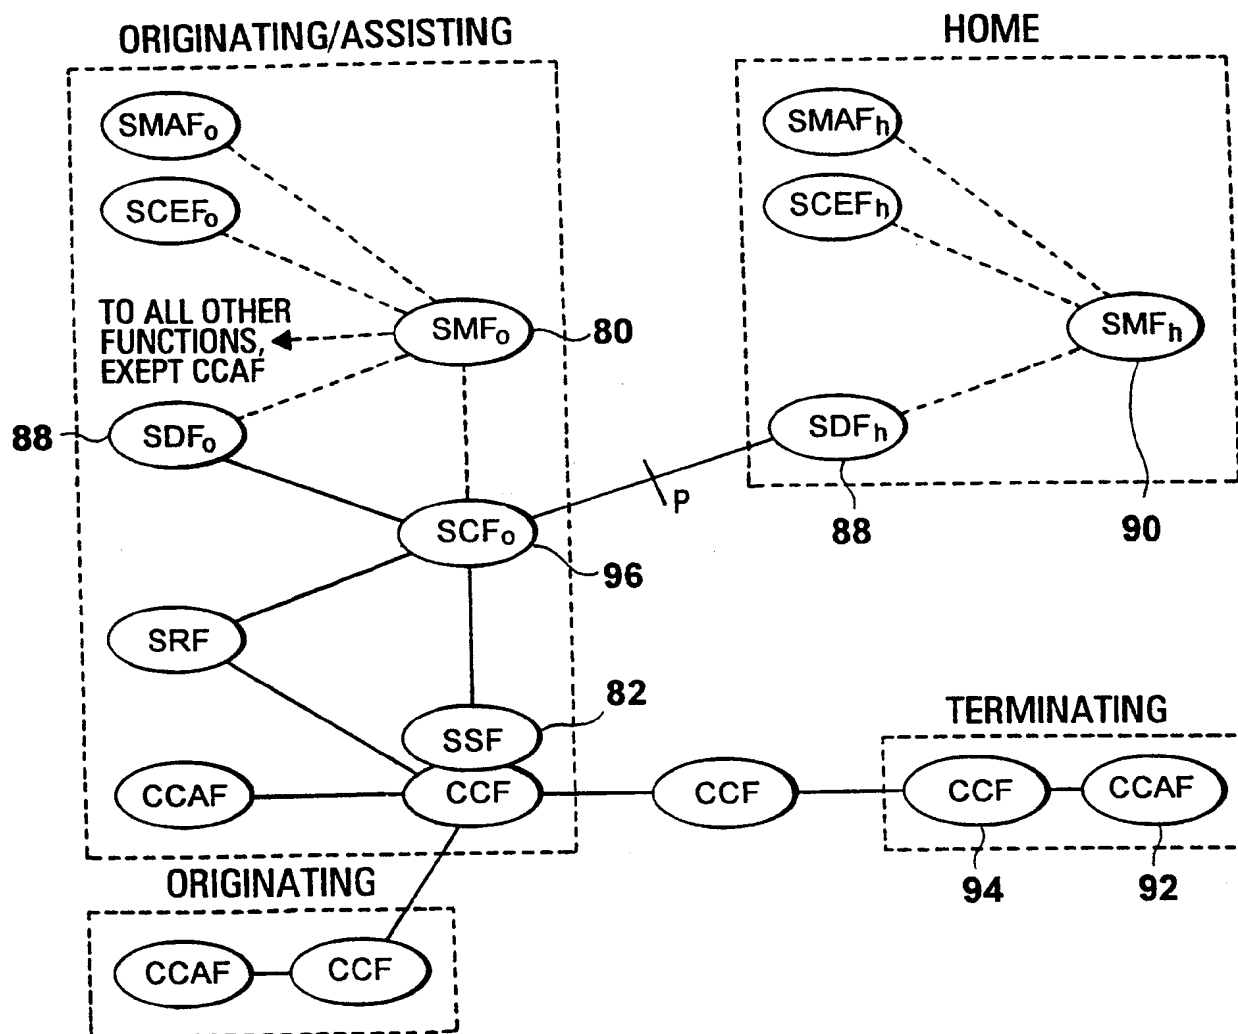 ORIGINATING/ASSISTING
HOME
SMAFo
SMAFh
SCEFo
SCEFh
TO ALL OTHER
FUNCTIONS,
EXEPT CCAF
SMFo
80
SMFh
88
SDFo
SDFh
P
88
90
SCFo
96
SRF
82
SSF
TERMINATING
CCAF
CCF
CCF
CCF
CCAF
94
92
ORIGINATING
CCAF
CCF